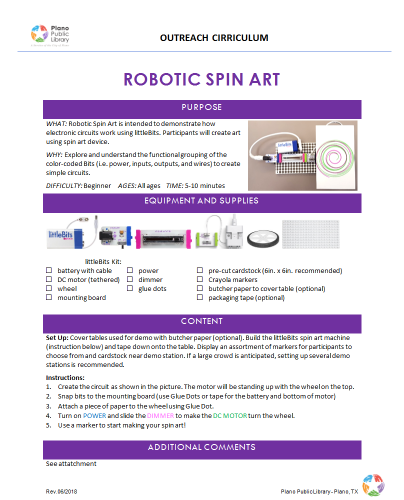 Plano
Public
Library
OUTREACH CIRRICULUM
ROBOTIC SPIN ART
PURPOSE
WHAT: Robotic Spin Art is intended to demonstrate how
electronic circuits work using littleBits. Participants will create art
using spin art device.
WHY: Explore and understand the functional grouping of the
color-coded Bits (i.e. power, inputs, outputs, and wires) to create
simple circuits.
DIFFICULTY: Beginner AGES: All ages TIME: 5-10 minutes
EQUIPMENT AND SUPPLIES
littleBits
littleBits Kit:
☐ battery with cable ☐ power ☐ pre-cut cardstock (6in. x 6in. recommended)
☐ DC motor (tethered) ☐ dimmer ☐ Crayola markers
☐ wheel ☐ glue dots ☐ butcher paper to cover table (optional)
☐ mounting board ☐ packaging tape (optional)
CONTENT
Set Up: Cover tables used for demo with butcher paper (optional). Build the littleBits spin art machine
(instruction below) and tape down onto the table. Display an assortment of markers for participants to
choose from and cardstock near demo station. If a large crowd is anticipated, setting up several demo
stations is recommended.
Instructions:
1. Create the circuit as shown in the picture. The motor will be standing up with the wheel on the top.
2. Snap bits to the mounting board (use Glue Dots or tape for the battery and bottom of motor)
3. Attach a piece of paper to the wheel using Glue Dot.
4. Turn on POWER and slide the DIMMER to make the DC MOTOR turn the wheel.
5. Use a marker to start making your spin art!
ADDITIONAL COMMENTS
See attatchment
Rev. 06/2018
Plano Public Library - Plano, TX